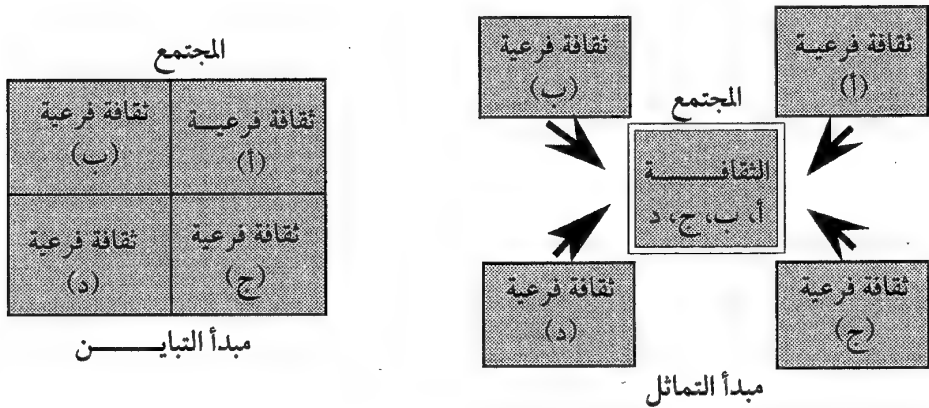 ثقافة فرعية
(أ)
ثقافة فرعية
(ب)
المجتمع
الثقافة
أ، ب، ج، د
ثقافة فرعية
(ج)
ثقافة فرعية
(د)
مبدأ التماثل
المجتمع
ثقافة فرعية
(أ)
ثقافة فرعية
(ب)
ثقافة فرعية
(ج)
ثقافة فرعية
(د)
مبدأ التباين